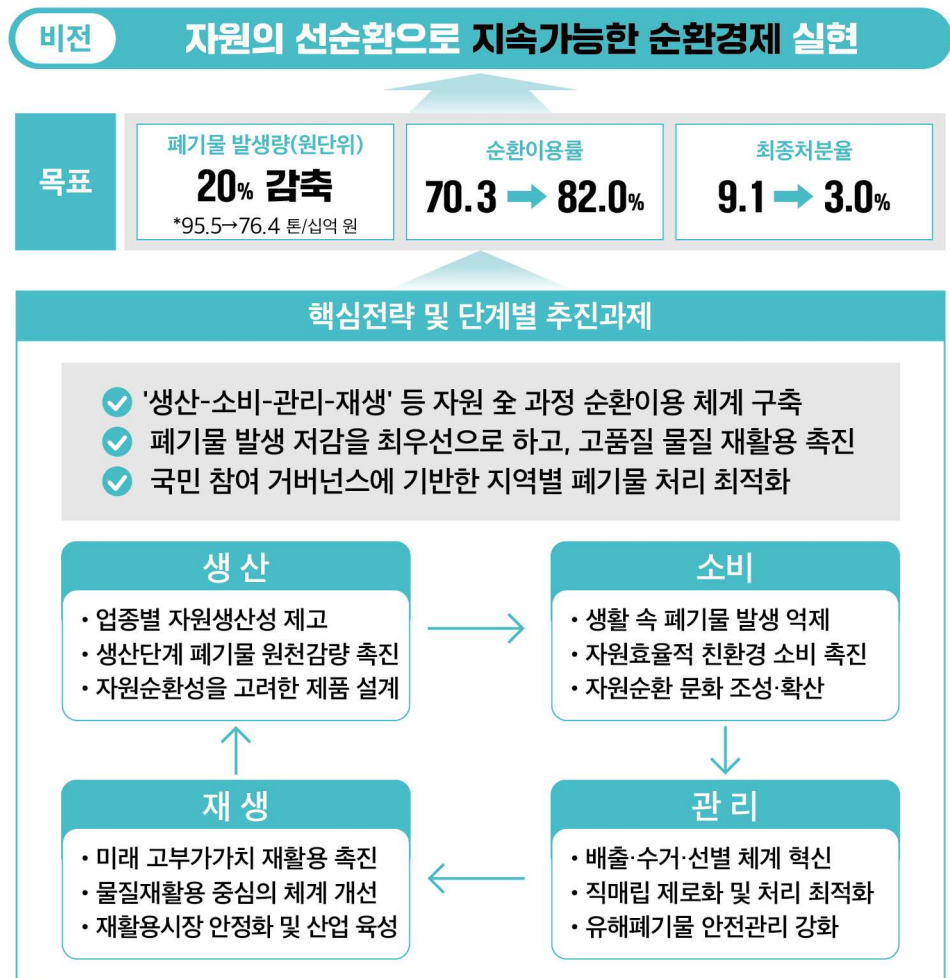 비전 자원의 선순환으로 지속가능한 순환경제 실현
목표
폐기물 발생량(원단위)
20% 감축
*95.5→76.4 톤/십억 원
순환이용률
70.3 ➡ 82.0%
최종처분율
9.1 ➡ 3.0%
핵심전략 및 단계별 추진과제
'생산-소비-관리-재생' 등 자원 全 과정 순환이용 체계 구축
폐기물 발생 저감을 최우선으로 하고, 고품질 물질 재활용 촉진
국민 참여 거버넌스에 기반한 지역별 폐기물 처리 최적화
생 산
• 업종별 자원생산성 제고
• 생산단계 폐기물 원천감량 촉진
• 자원순환성을 고려한 제품 설계
소비
• 생활 속 폐기물 발생 억제
• 자원효율적 친환경 소비 촉진
• 자원순환 문화 조성·확산
재 생
• 미래 고부가가치 재활용 촉진
• 물질재활용 중심의 체계 개선
• 재활용시장 안정화 및 산업 육성
관 리
• 배출·수거·선별 체계 혁신
• 직매립 제로화 및 처리 최적화
• 유해폐기물 안전관리 강화